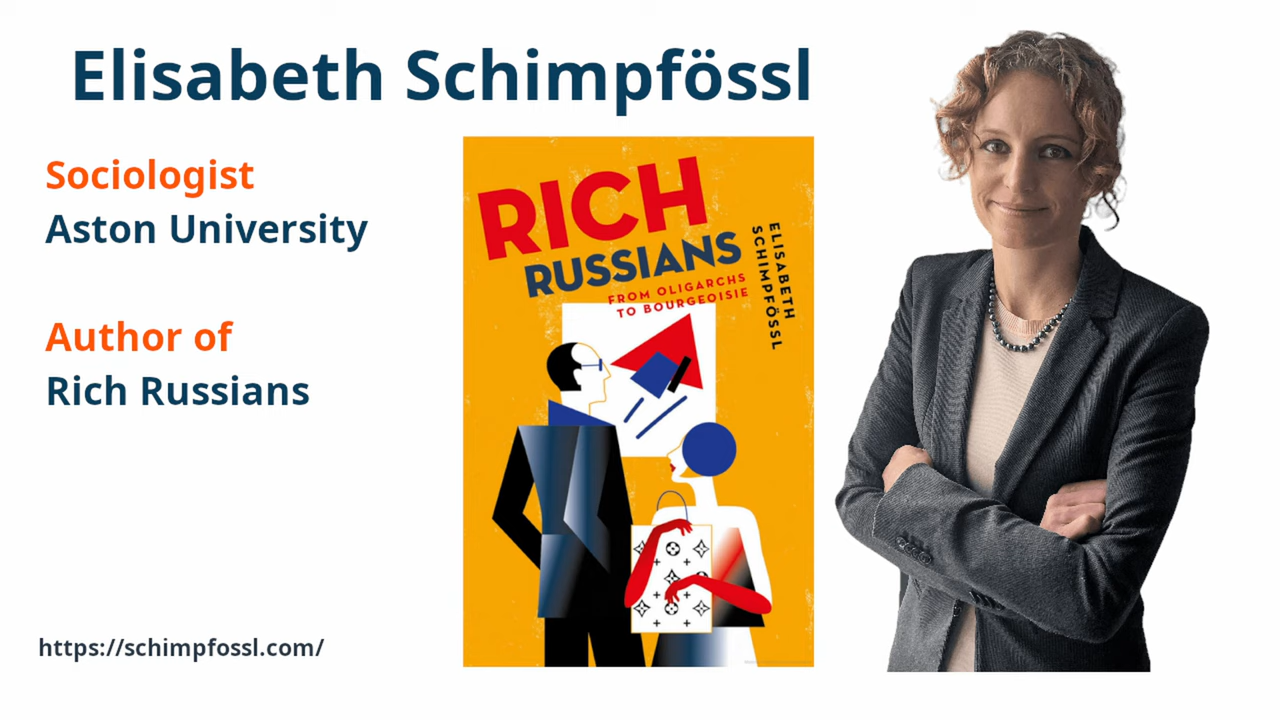 Elisabeth Schimpfössl
Sociologist
Aston University
Author of
Rich Russians
https://schimpfossl.com/
RICH
RUSSIANS
FROM OLIGARCHS
TO BOURGEOISIE
ELISABETH
SCHIMPFÖSSL